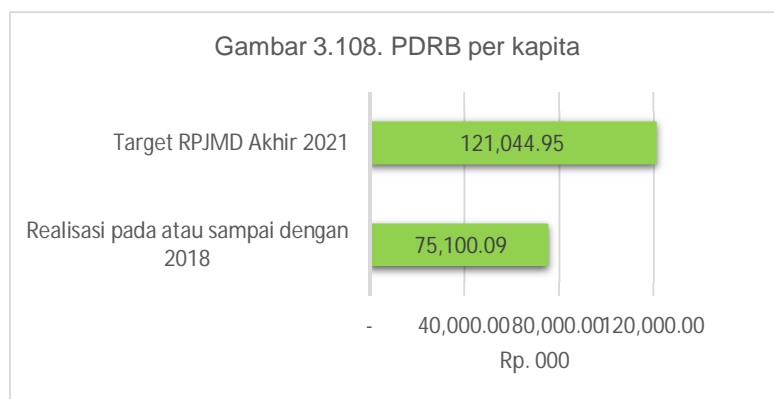 Gambar 3.108. PDRB per kapita
Target RPJMD Akhir 2021
121,044.95
Realisasi pada atau sampai dengan
2018
75,100.09
- 40,000.00 80,000.00 120,000.00
Rp. 000